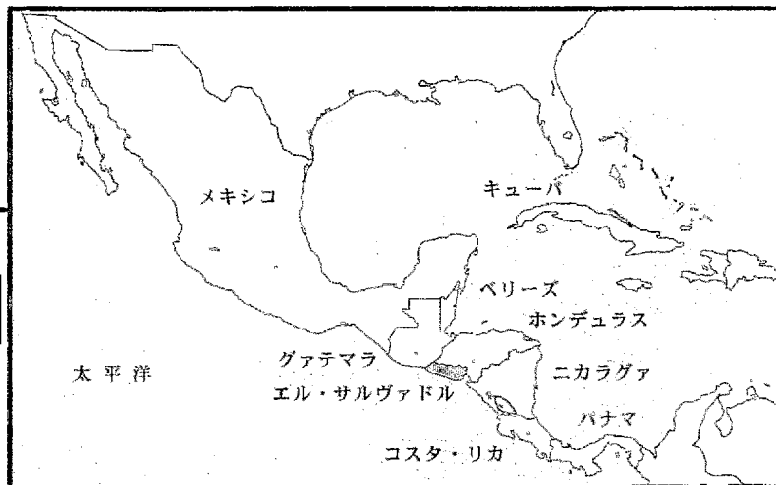 メキシコ
キューバ
ベリーズ
ホンデュラス
グァテマラ
太平洋
ニカラグァ
エル・サルヴァドル
パナマ
コスタ・リカ